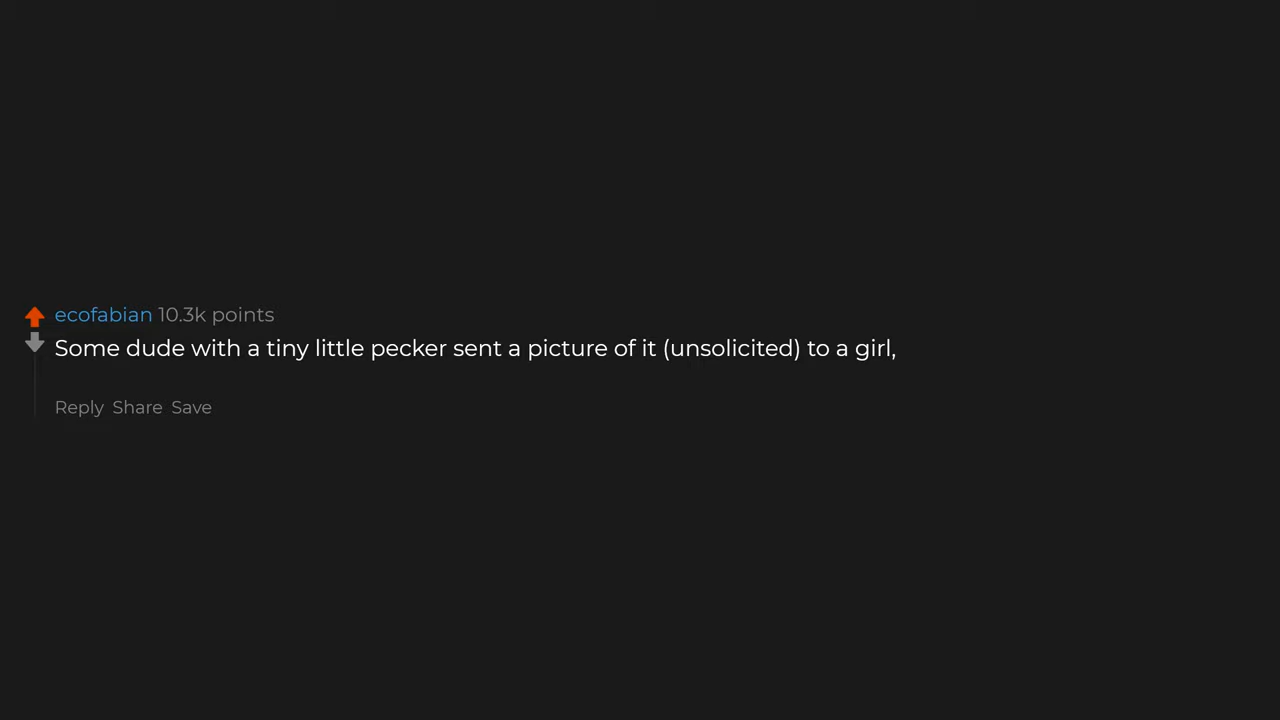 ecofabian 10.3k points
Some dude with a tiny little pecker sent a picture of it (unsolicited) to a girl,
Reply Share Save